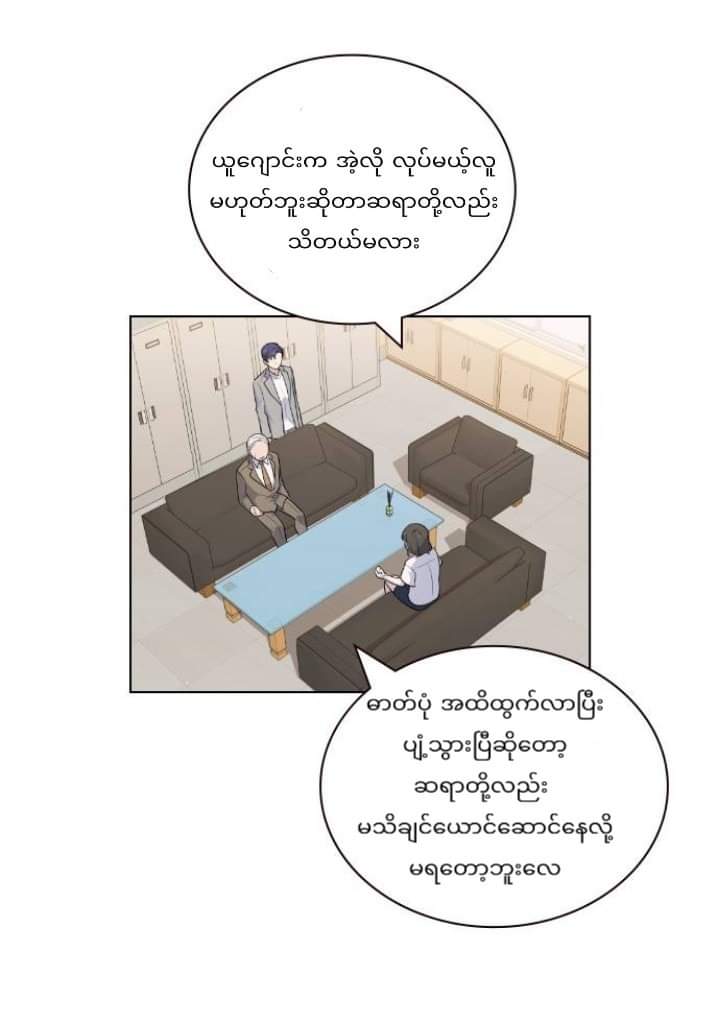 ယူဂျောင်းက အဲ့လို လုပ်မယ့်လူ
မဟုတ်ဘူးဆိုတာဆရာတို့လည်း
သိတယ်မလား
ဓာတ်ပုံ အထိထွက်လာပြီး
ပျံ့သွားပြီဆိုတော့
ဆရာတို့လည်း
မသိချင်ယောင်ဆောင်နေလို့
မရတော့ဘူးလေ